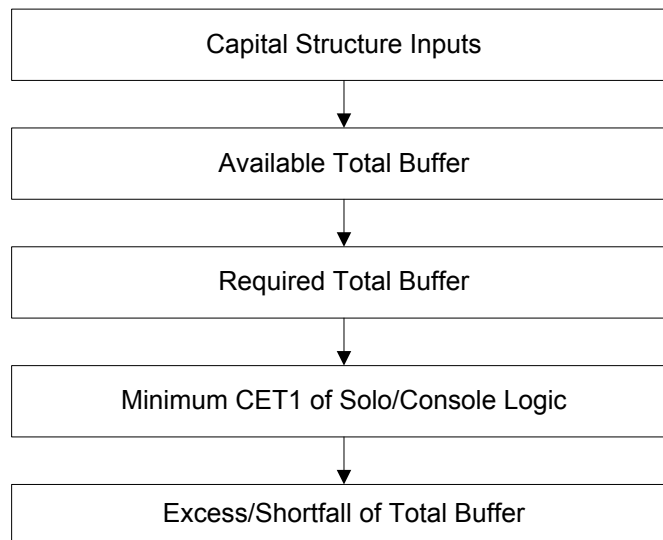 Capital Structure Inputs
Available Total Buffer
Required Total Buffer
Minimum CET1 of Solo/Console Logic
Excess/Shortfall of Total Buffer